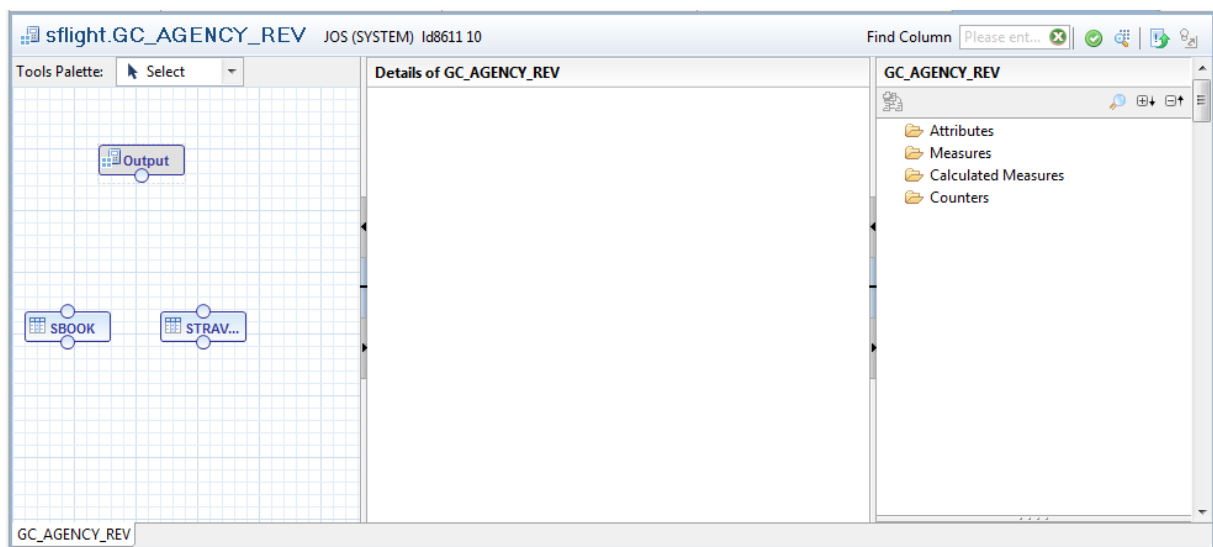 sflight.GC_AGENCY_REV JOS (SYSTEM) Id8611 10 Find Column Please ent...
Tools Palette: Select
Details of GC_AGENCY_REV
GC_AGENCY_REV
Output
SBOOK
STRAV...
Attributes
Measures
Calculated Measures
Counters
GC_AGENCY_REV